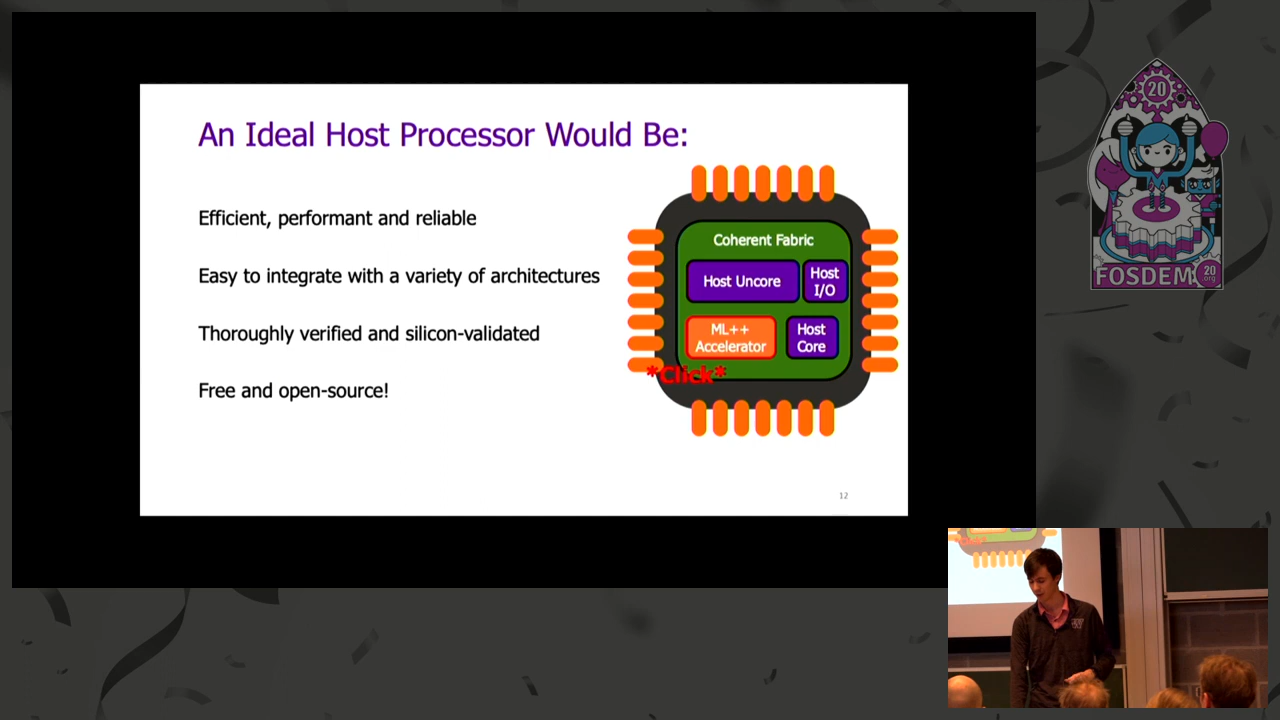 An Ideal Host Processor Would Be:
Efficient, performant and reliable
Easy to integrate with a variety of architectures
Thoroughly verified and silicon-validated
Free and open-source!
Coherent Fabric
Host Uncore
Host
I/O
ML++
Accelerator
Host
Core
*Click*
12
20
FOSDEM
20
.org
W